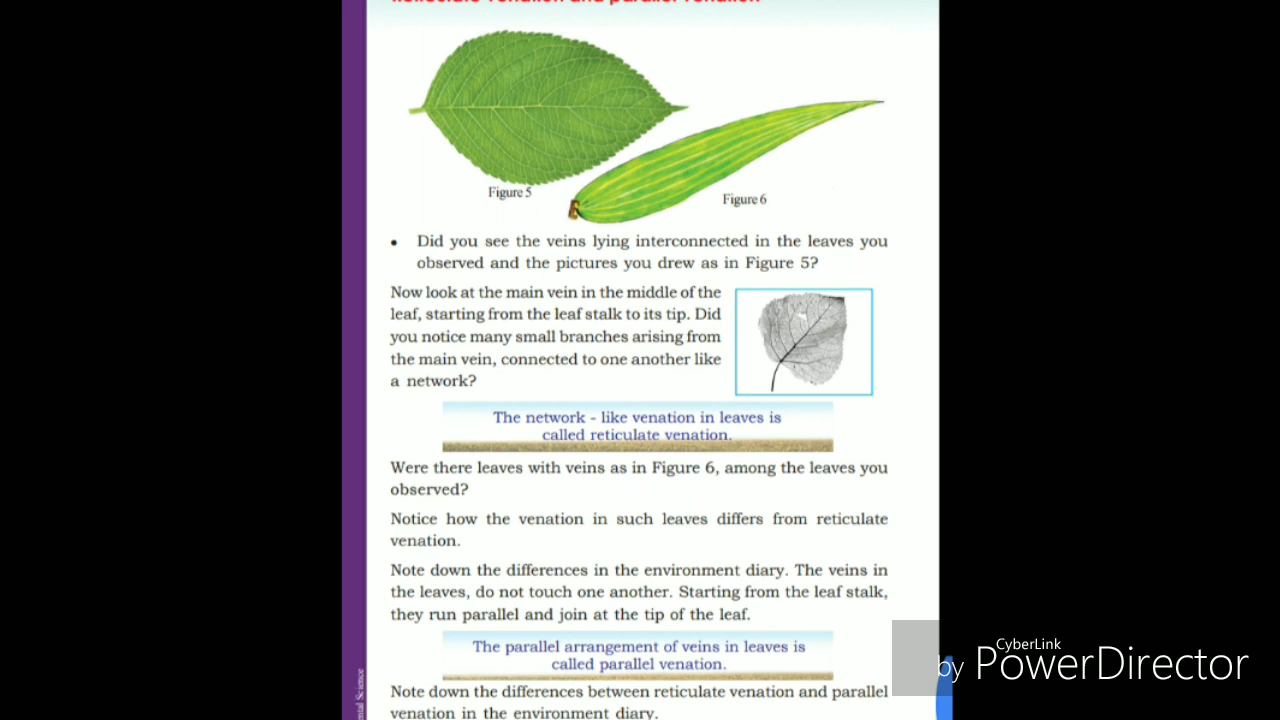 Reticulate venation and parallel venation
Figure 5
Figure 6
• Did you see the veins lying interconnected in the leaves you
observed and the pictures you drew as in Figure 5?
Now look at the main vein in the middle of the
leaf, starting from the leaf stalk to its tip. Did
you notice many small branches arising from
the main vein, connected to one another like
a network?
The network - like venation in leaves is
called reticulate venation.
Were there leaves with veins as in Figure 6, among the leaves you
observed?
Notice how the venation in such leaves differs from reticulate
venation.
Note down the differences in the environment diary. The veins in
the leaves, do not touch one another. Starting from the leaf stalk,
they run parallel and join at the tip of the leaf.
The parallel arrangement of veins in leaves is
called parallel venation.
Note down the differences between reticulate venation and parallel
venation in the environment diary.
ental Science
CyberLink
by PowerDirector